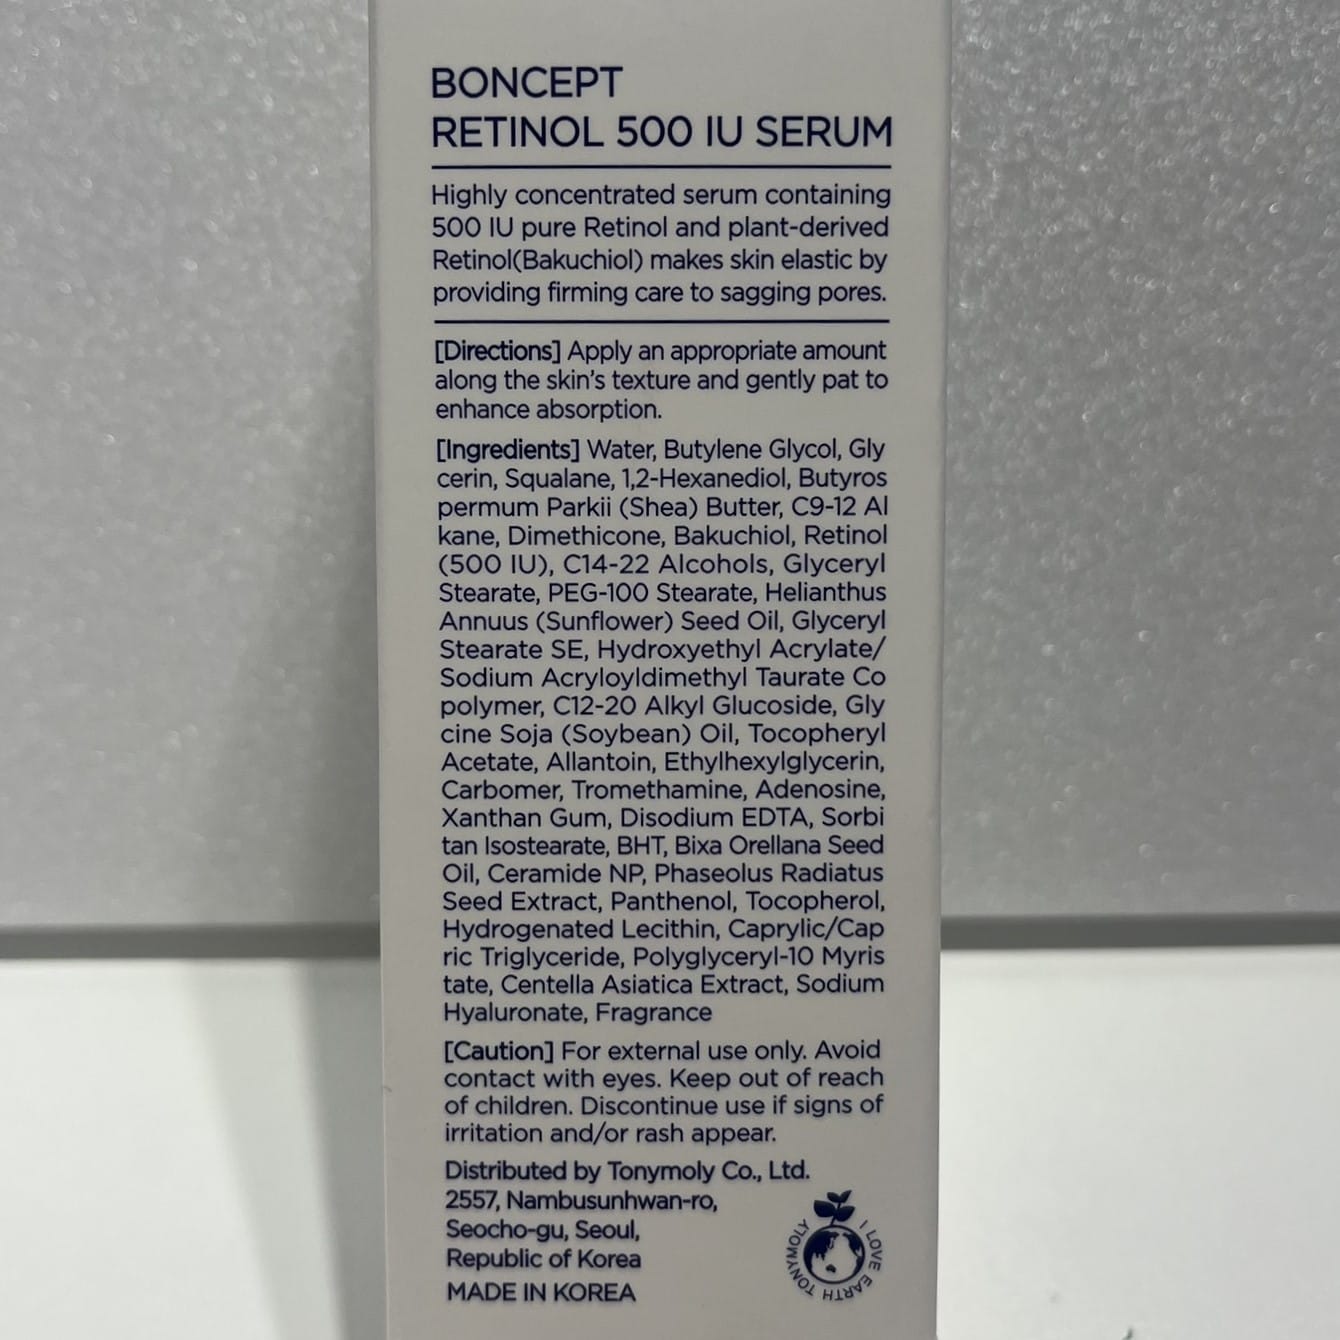 BONCEPT
RETINOL 500 IU SERUM
Highly concentrated serum containing
500 IU pure Retinol and plant-derived
Retinol(Bakuchiol) makes skin elastic by
providing firming care to sagging pores.
[Directions] Apply an appropriate amount
along the skin's texture and gently pat to
enhance absorption.
[Ingredients] Water, Butylene Glycol, Gly
cerin, Squalane, 1,2-Hexanediol, Butyros
permum Parkii (Shea) Butter, C9-12 Al
kane, Dimethicone, Bakuchiol, Retinol
(500 IU), C14-22 Alcohols, Glyceryl
Stearate, PEG-100 Stearate, Helianthus
Annuus (Sunflower) Seed Oil, Glyceryl
Stearate SE, Hydroxyethyl Acrylate/
Sodium Acryloyldimethyl Taurate Co
polymer, C12-20 Alkyl Glucoside, Gly
cine Soja (Soybean) Oil, Tocopheryl
Acetate, Allantoin, Ethylhexylglycerin,
Carbomer, Tromethamine, Adenosine,
Xanthan Gum, Disodium EDTA, Sorbi
tan Isostearate, BHT, Bixa Orellana Seed
Oil, Ceramide NP, Phaseolus Radiatus
Seed Extract, Panthenol, Tocopherol,
Hydrogenated Lecithin, Caprylic/Cap
ric Triglyceride, Polyglyceryl-10 Myris
tate, Centella Asiatica Extract, Sodium
Hyaluronate, Fragrance
[Caution] For external use only. Avoid
contact with eyes. Keep out of reach
of children. Discontinue use if signs of
irritation and/or rash appear.
Distributed by Tonymoly Co., Ltd.
2557, Nambusunhwan-ro,
Seocho-gu, Seoul,
Republic of Korea
MADE IN KOREA
TONYMOLY
I LOVE EARTH